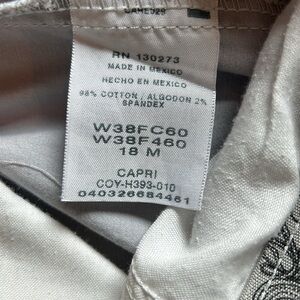 RN 130273
MADE IN MEXICO
HECHO EN MEXICO
98% COTTON / ALGODON 2%
SPANDEX
W38FC60
W38F460
18 M
CAPRI
COY-H393-010
040326684461